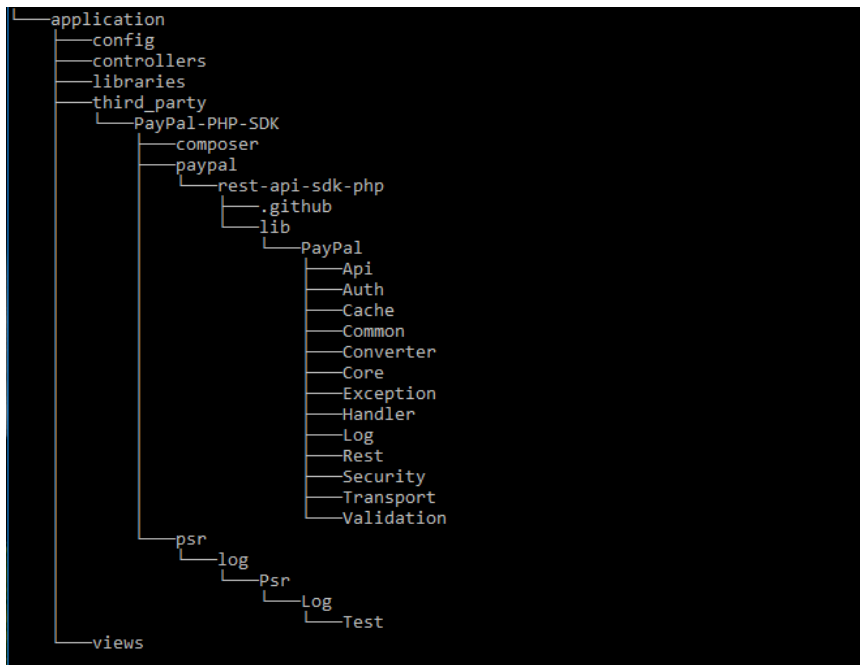 application
config
controllers
libraries
third_party
PayPal-PHP-SDK
composer
paypal
rest-api-sdk-php
.github
lib
PayPal
Api
Auth
Cache
Common
Converter
Core
Exception
Handler
Log
Rest
Security
Transport
Validation
psr
log
Psr
Log
Test
views